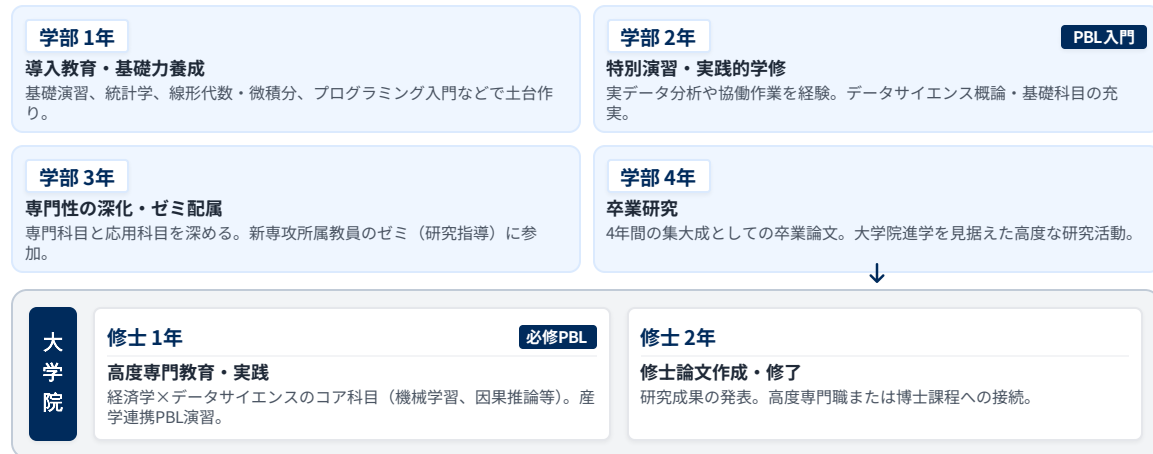 学部 1年
導入教育・基礎力養成
基礎演習、統計学、線形代数・微積分、プログラミング入門などで土台作
り。
学部 2年
PBL入門
特別演習・実践的学修
実データ分析や協働作業を経験。データサイエンス概論・基礎科目の充
実。
学部 3年
専門性の深化・ゼミ配属
専門科目と応用科目を深める。新専攻所属教員のゼミ（研究指導）に参
加。
学部 4年
卒業研究
4年間の集大成としての卒業論文。大学院進学を見据えた高度な研究活動。
↓
大学院
修士 1年
必修PBL
高度専門教育・実践
経済学×データサイエンスのコア科目（機械学習、因果推論等）。産
学連携PBL演習。
修士 2年
修士論文作成・修了
研究成果の発表。高度専門職または博士課程への接続。